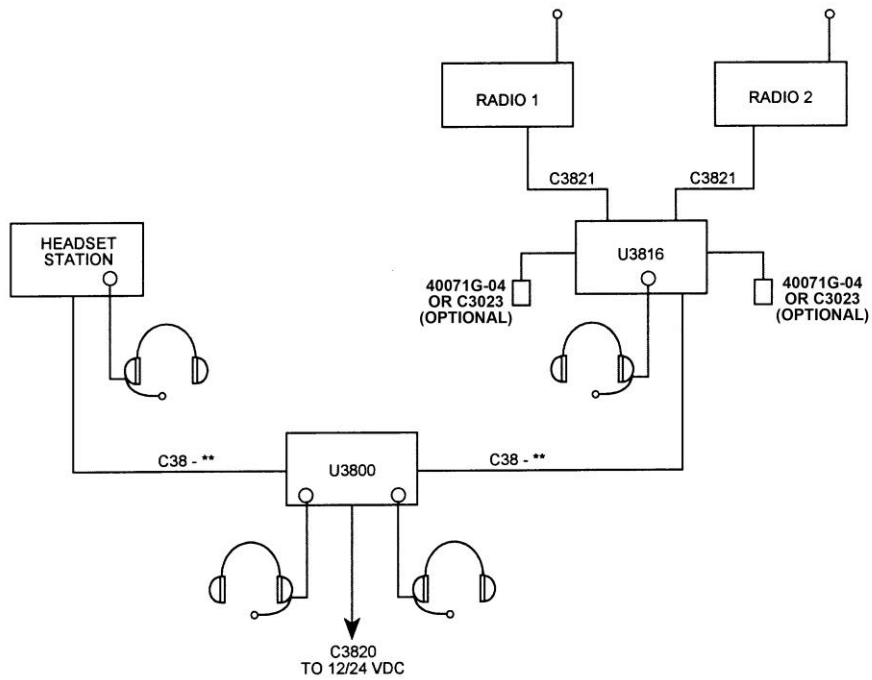 RADIO 1
RADIO 2
C3821
C3821
HEADSET
STATION
U3816
40071G-04
OR C3023
(OPTIONAL)
40071G-04
OR C3023
(OPTIONAL)
C38 - **
U3800
C38 - **
C3820
TO 12/24 VDC